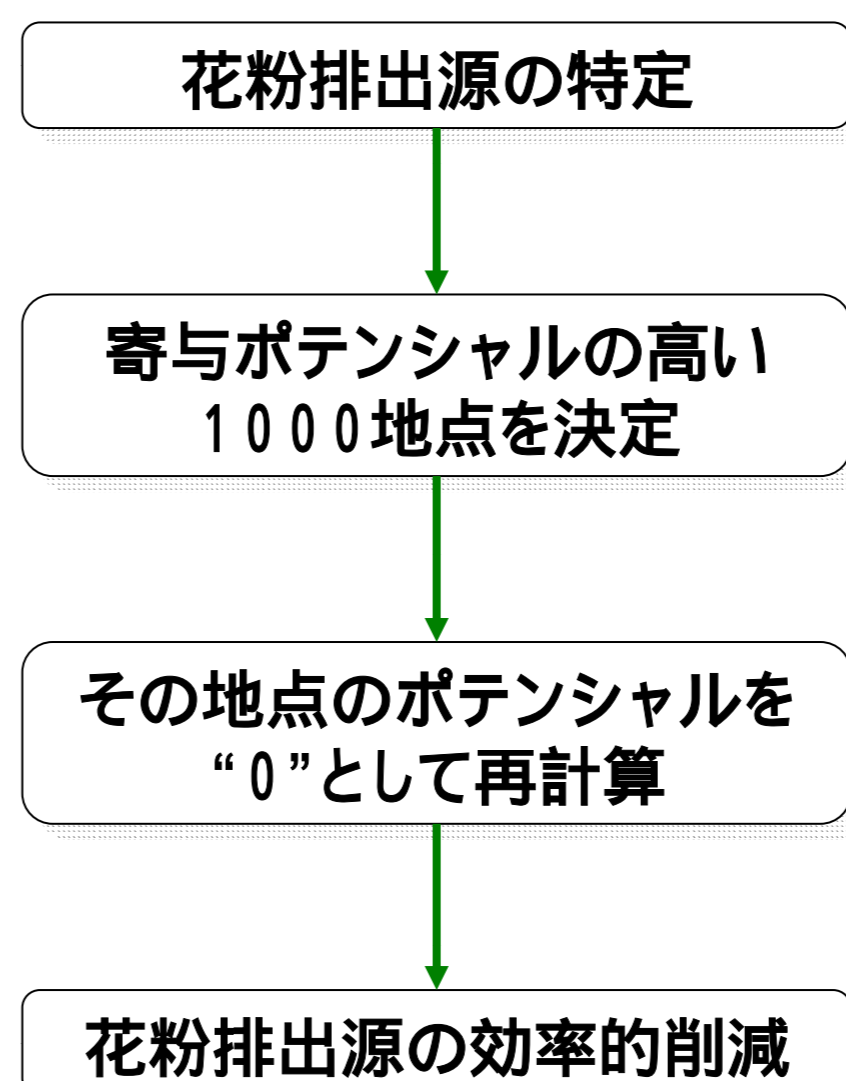 花粉排出源の特定
寄与ポテンシャルの高い
1000地点を決定
その地点のポテンシャルを
“0”として再計算
花粉排出源の効率的削減